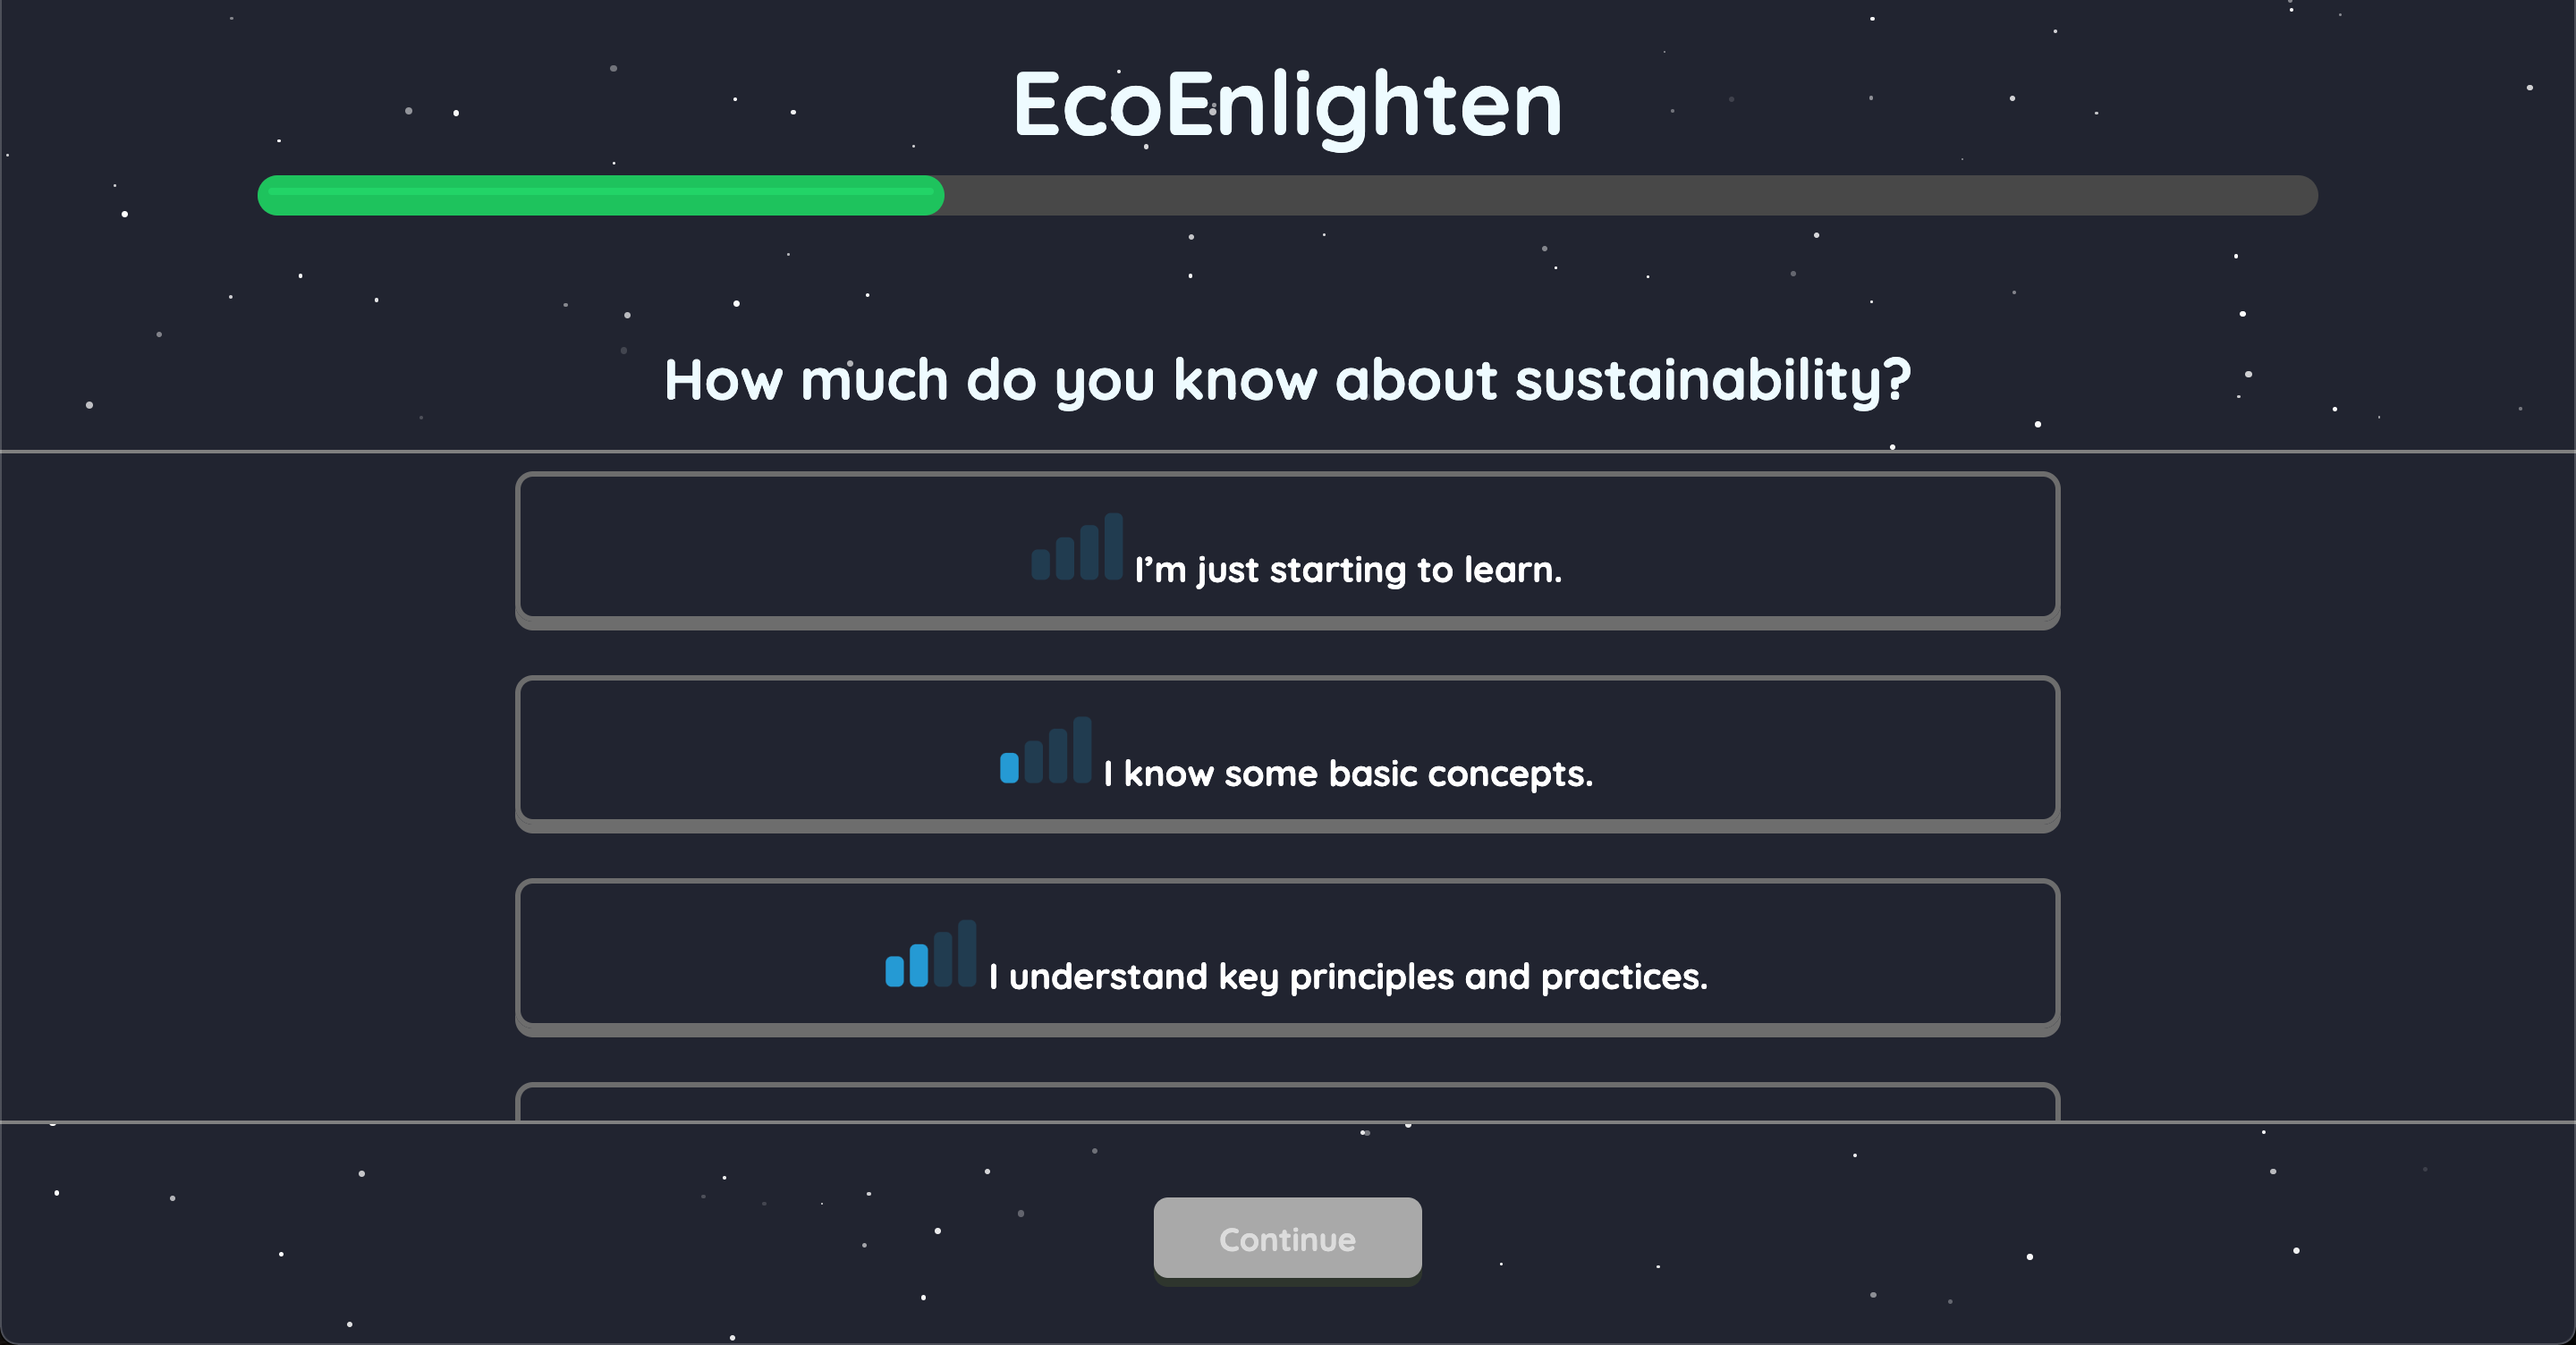 EcoEnlighten
How much do you know about sustainability?
I’m just starting to learn.
I know some basic concepts.
I understand key principles and practices.
Continue